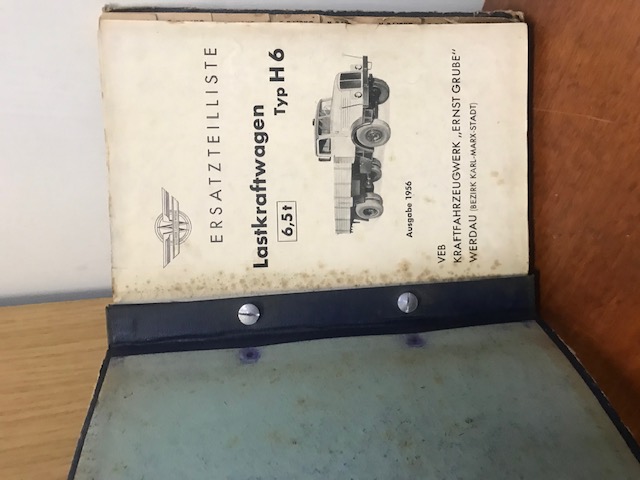 ERSATZTEILLISTE
Lastkraftwagen
6,5 t
Typ H 6
Ausgabe 1956
VEB
KRAFTFAHRZEUGWERK „ERNST GRUBE"
WERDAU (BEZIRK KARL-MARX-STADT)